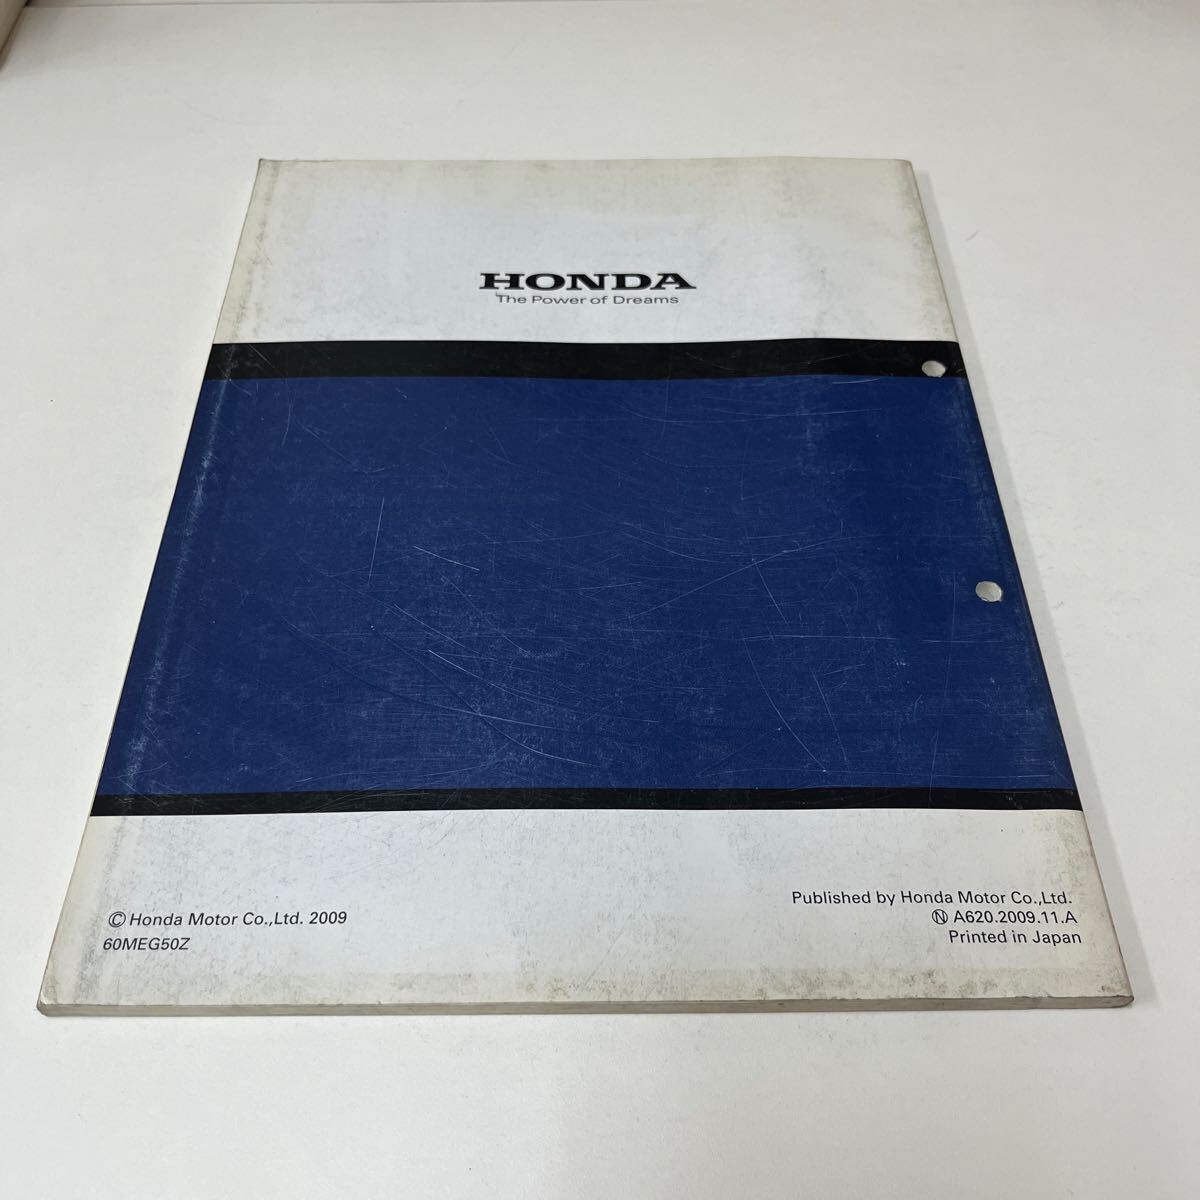 HONDA
The Power of Dreams
© Honda Motor Co.,Ltd. 2009
60MEG50Z
Published by Honda Motor Co.,Ltd.
Ⓝ A620.2009.11.A
Printed in Japan